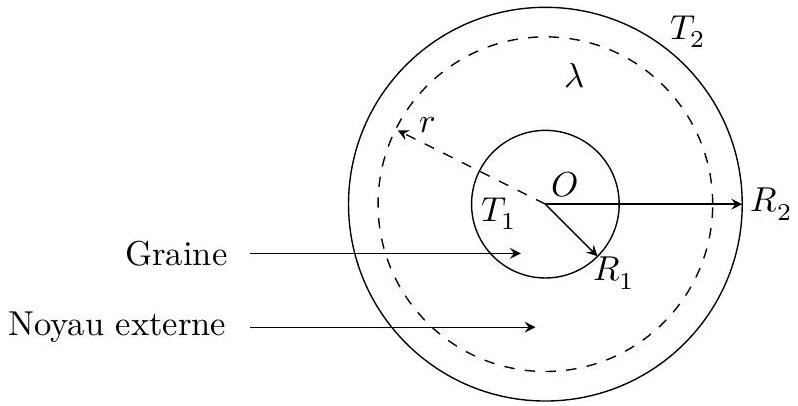 T₂
λ
r
O
T₁
R₂
Graine
R₁
Noyau externe